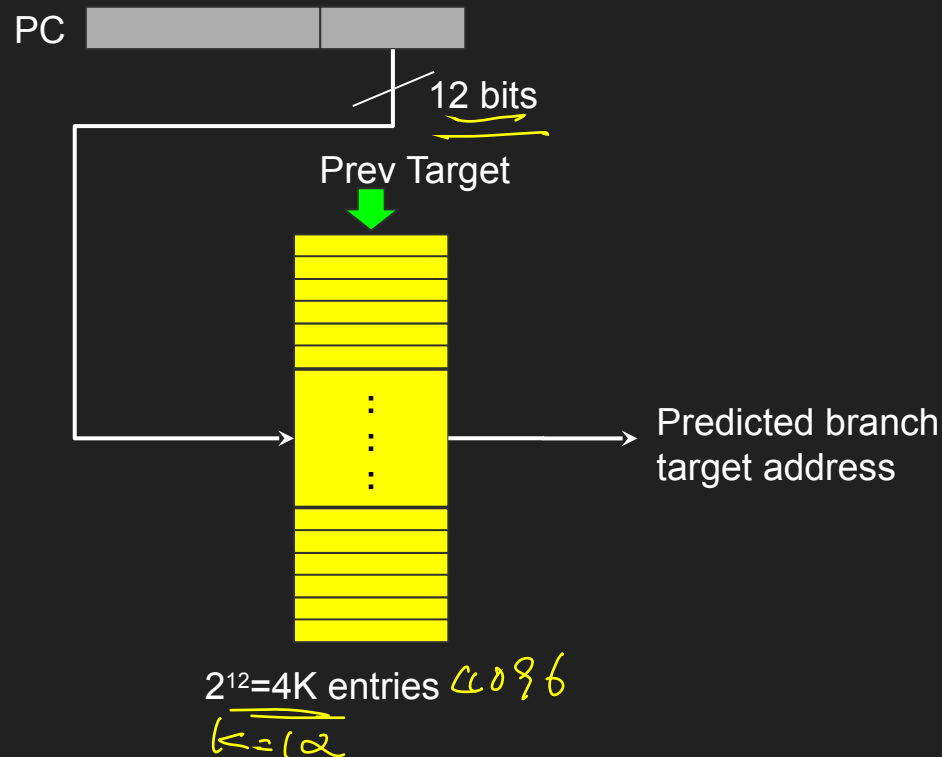 PC
12 bits
Prev Target
:
:
:
Predicted branch
target address
2¹²=4K entries 4096
k=12